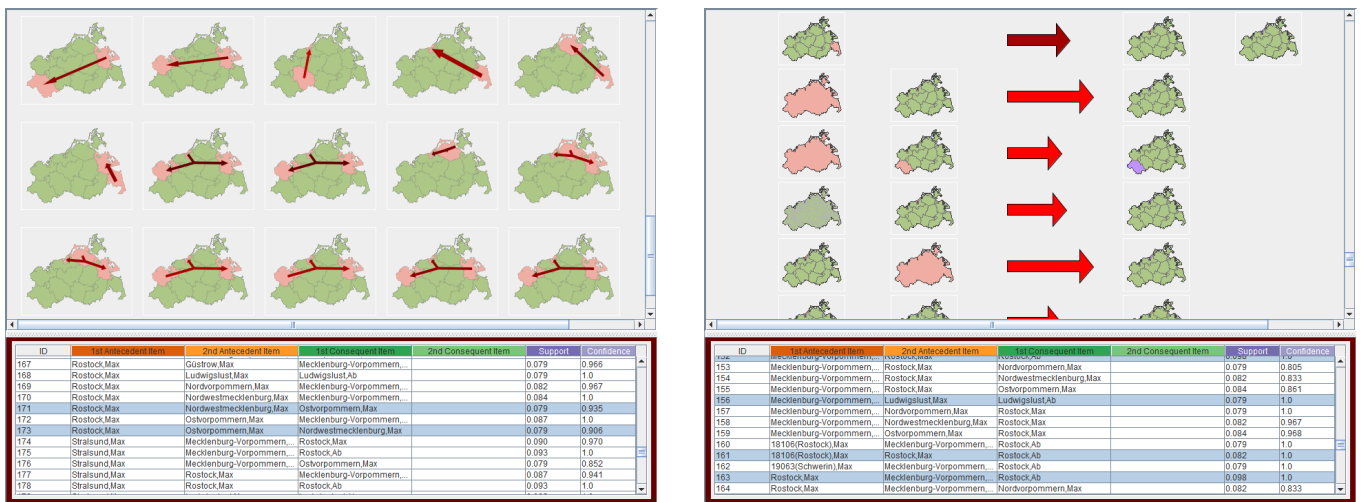 ID 1st Antecedent Item 2nd Antecedent Item 1st Consequent Item 2nd Consequent Item Support Confidence
167 Rostock,Max Güstrow,Max Mecklenburg-Vorpommern,... 0.079 0.966
168 Rostock,Max Ludwigslust,Max Ludwigslust,Ab 0.079 1.0
169 Rostock,Max Nordvorpommern,Max Mecklenburg-Vorpommern,... 0.082 0.967
170 Rostock,Max Nordwestmecklenburg,Max Mecklenburg-Vorpommern,... 0.084 1.0
171 Rostock,Max Nordwestmecklenburg,Max Ostvorpommern,Max 0.079 0.935
172 Rostock,Max Ostvorpommern,Max Mecklenburg-Vorpommern,... 0.087 1.0
173 Rostock,Max Ostvorpommern,Max Nordwestmecklenburg,Max 0.079 0.906
174 Stralsund,Max Mecklenburg-Vorpommern,... Rostock,Max 0.090 0.970
175 Stralsund,Max Mecklenburg-Vorpommern,... Rostock,Ab 0.093 1.0
176 Stralsund,Max Mecklenburg-Vorpommern,... Ostvorpommern,Max 0.079 0.852
177 Stralsund,Max Rostock,Max Mecklenburg-Vorpommern,... 0.087 0.941
178 Stralsund,Max Rostock,Max Rostock,Ab 0.093 1.0
ID 1st Antecedent Item 2nd Antecedent Item 1st Consequent Item 2nd Consequent Item Support Confidence
152 Mecklenburg-Vorpommern,... Rostock,Max Rostock,Ab 0.098 1.0
153 Mecklenburg-Vorpommern,... Rostock,Max Nordvorpommern,Max 0.079 0.805
154 Mecklenburg-Vorpommern,... Rostock,Max Nordwestmecklenburg,Max 0.082 0.833
155 Mecklenburg-Vorpommern,... Rostock,Max Ostvorpommern,Max 0.084 0.861
156 Mecklenburg-Vorpommern,... Ludwigslust,Max Ludwigslust,Ab 0.079 1.0
157 Mecklenburg-Vorpommern,... Nordvorpommern,Max Rostock,Max 0.079 1.0
158 Mecklenburg-Vorpommern,... Nordwestmecklenburg,Max Rostock,Max 0.082 0.967
159 Mecklenburg-Vorpommern,... Ostvorpommern,Max Rostock,Max 0.084 0.968
160 18106(Rostock),Max Mecklenburg-Vorpommern,... Rostock,Ab 0.079 1.0
161 18106(Rostock),Max Rostock,Max Rostock,Ab 0.082 1.0
162 19063(Schwerin),Max Mecklenburg-Vorpommern,... Rostock,Ab 0.079 1.0
163 Rostock,Max Mecklenburg-Vorpommern,... Rostock,Ab 0.098 1.0
164 Rostock,Max Mecklenburg-Vorpommern,... Nordvorpommern,Max 0.082 0.833